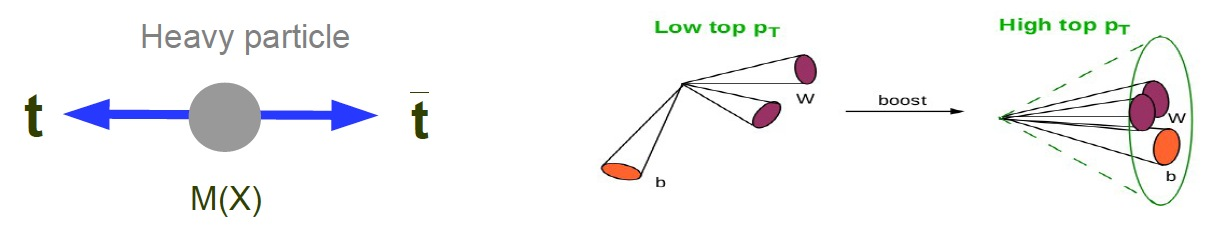 Heavy particle
t
t̄
M(X)
Low top pT
W
b
boost
High top pT
W
b